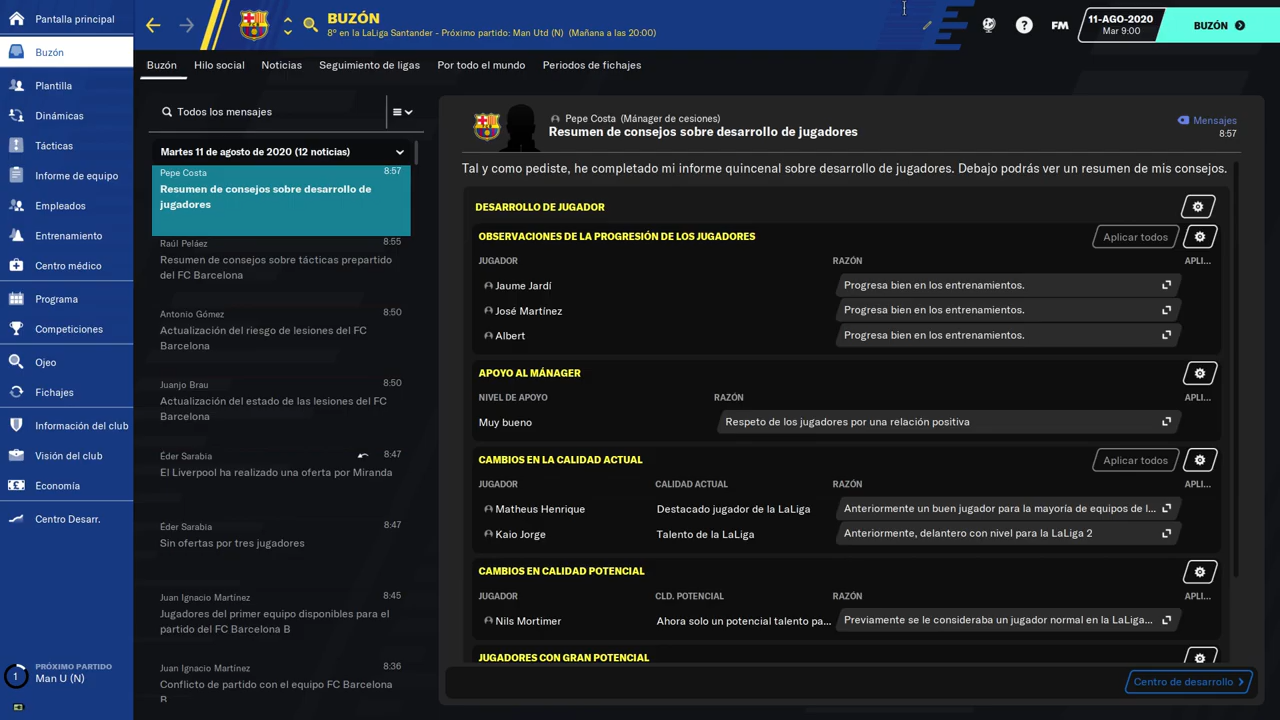 Pantalla principal
Buzón
Plantilla
Dinámicas
Tácticas
Informe de equipo
Empleados
Entrenamiento
Centro médico
Programa
Competiciones
Ojeo
Fichajes
Información del club
Visión del club
Economía
Centro Desarr.
1
PRÓXIMO PARTIDO
Man U (N)
BUZÓN
8º en la LaLiga Santander - Próximo partido: Man Utd (N) (Mañana a las 20:00)
?
FM
11-AGO-2020
Mar 9:00
BUZÓN
Buzón Hilo social Noticias Seguimiento de ligas Por todo el mundo Periodos de fichajes
Todos los mensajes
Martes 11 de agosto de 2020 (12 noticias)
Pepe Costa 8:57
Resumen de consejos sobre desarrollo de
jugadores
Raúl Peláez 8:55
Resumen de consejos sobre tácticas prepartido
del FC Barcelona
Antonio Gómez 8:50
Actualización del riesgo de lesiones del FC
Barcelona
Juanjo Brau 8:50
Actualización del estado de las lesiones del FC
Barcelona
Éder Sarabia 8:47
El Liverpool ha realizado una oferta por Miranda
Éder Sarabia 8:47
Sin ofertas por tres jugadores
Juan Ignacio Martínez 8:45
Jugadores del primer equipo disponibles para el
partido del FC Barcelona B
Juan Ignacio Martínez 8:36
Conflicto de partido con el equipo FC Barcelona
B
Pepe Costa (Mánager de cesiones)
Resumen de consejos sobre desarrollo de jugadores
Mensajes
8:57
Tal y como pediste, he completado mi informe quincenal sobre desarrollo de jugadores. Debajo podrás ver un resumen de mis consejos.
DESARROLLO DE JUGADOR
OBSERVACIONES DE LA PROGRESIÓN DE LOS JUGADORES Aplicar todos
JUGADOR RAZÓN APLI...
Jaume Jardí Progresa bien en los entrenamientos.
José Martínez Progresa bien en los entrenamientos.
Albert Progresa bien en los entrenamientos.
APOYO AL MÁNAGER
NIVEL DE APOYO RAZÓN APLI...
Muy bueno Respeto de los jugadores por una relación positiva
CAMBIOS EN LA CALIDAD ACTUAL Aplicar todos
JUGADOR CALIDAD ACTUAL RAZÓN APLI...
Matheus Henrique Destacado jugador de la LaLiga Anteriormente un buen jugador para la mayoría de equipos de l...
Kaio Jorge Talento de la LaLiga Anteriormente, delantero con nivel para la LaLiga 2
CAMBIOS EN CALIDAD POTENCIAL
JUGADOR CLD. POTENCIAL RAZÓN APLI...
Nils Mortimer Ahora solo un potencial talento pa... Previamente se le consideraba un jugador normal en la LaLiga...
JUGADORES CON GRAN POTENCIAL
Centro de desarrollo